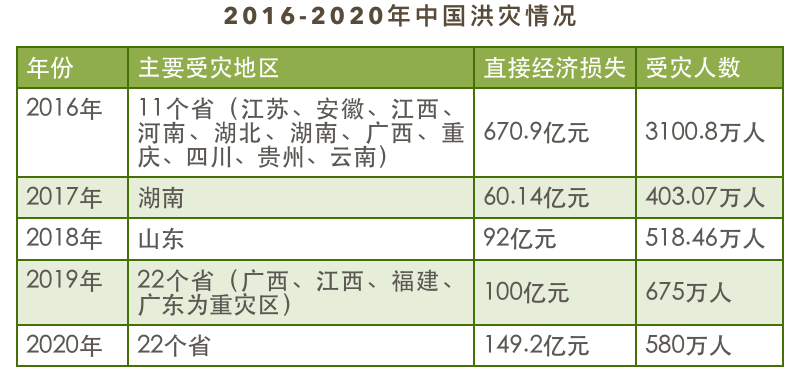 2016-2020年中国洪灾情况
年份 主要受灾地区 直接经济损失 受灾人数
2016年 11个省（江苏、安徽、江西、
河南、湖北、湖南、广西、重
庆、四川、贵州、云南） 670.9亿元 3100.8万人
2017年 湖南 60.14亿元 403.07万人
2018年 山东 92亿元 518.46万人
2019年 22个省（广西、江西、福建、
广东为重灾区） 100亿元 675万人
2020年 22个省 149.2亿元 580万人